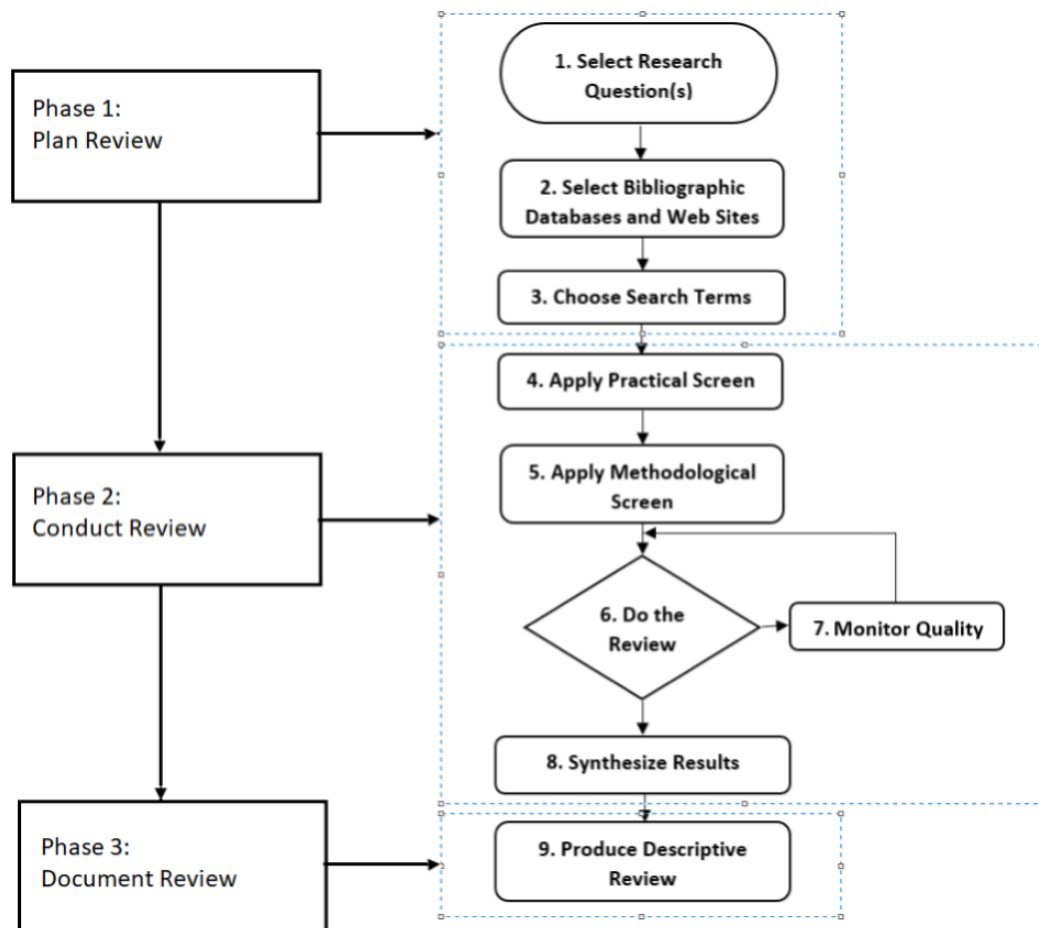 Phase 1:
Plan Review
1. Select Research
Question(s)
2. Select Bibliographic
Databases and Web Sites
3. Choose Search Terms
Phase 2:
Conduct Review
4. Apply Practical Screen
5. Apply Methodological
Screen
6. Do the
Review
7. Monitor Quality
8. Synthesize Results
Phase 3:
Document Review
9. Produce Descriptive
Review